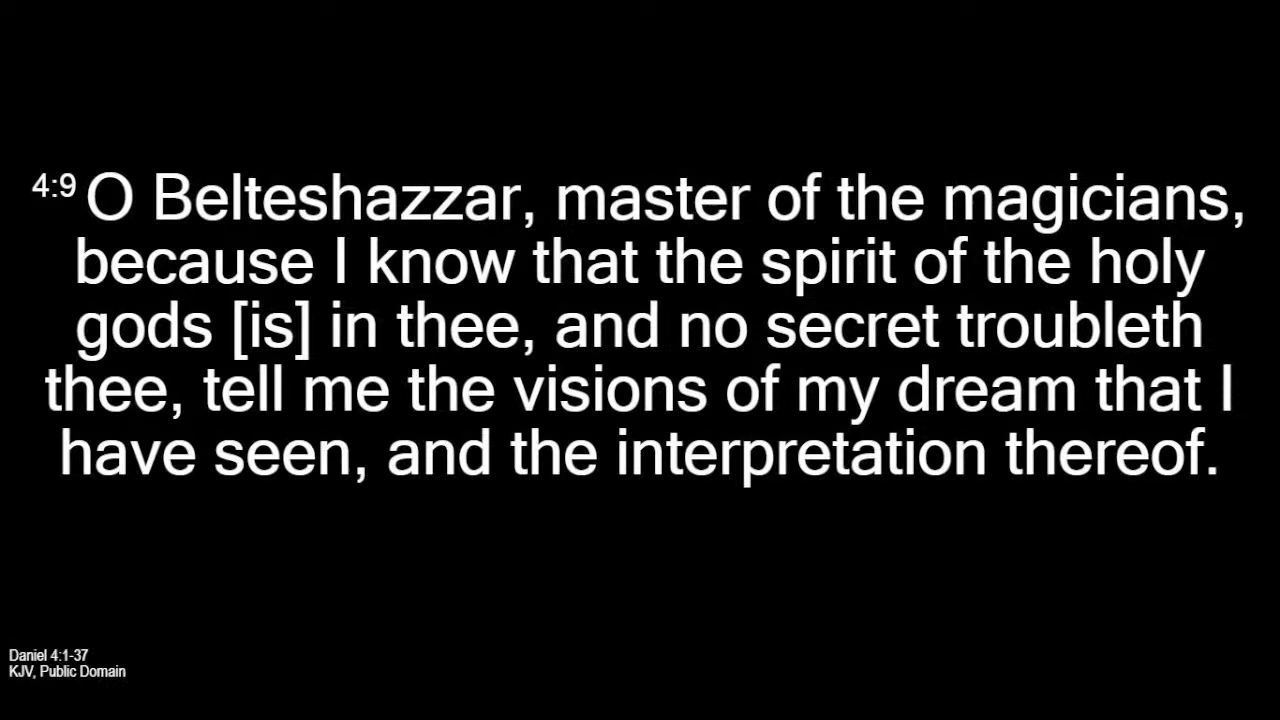 4:9 O Belteshazzar, master of the magicians,
because I know that the spirit of the holy
gods [is] in thee, and no secret troubleth
thee, tell me the visions of my dream that I
have seen, and the interpretation thereof.
Daniel 4:1-37
KJV, Public Domain